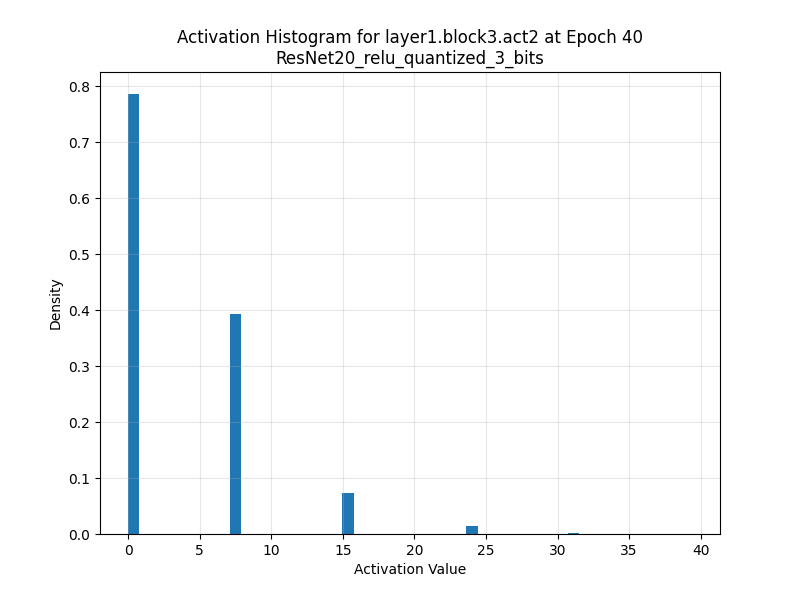 Activation Histogram for layer1.block3.act2 at Epoch 40
ResNet20_relu_quantized_3_bits
0.8
0.7
0.6
0.5
0.4
0.3
0.2
0.1
0.0
Density
0 5 10 15 20 25 30 35 40
Activation Value